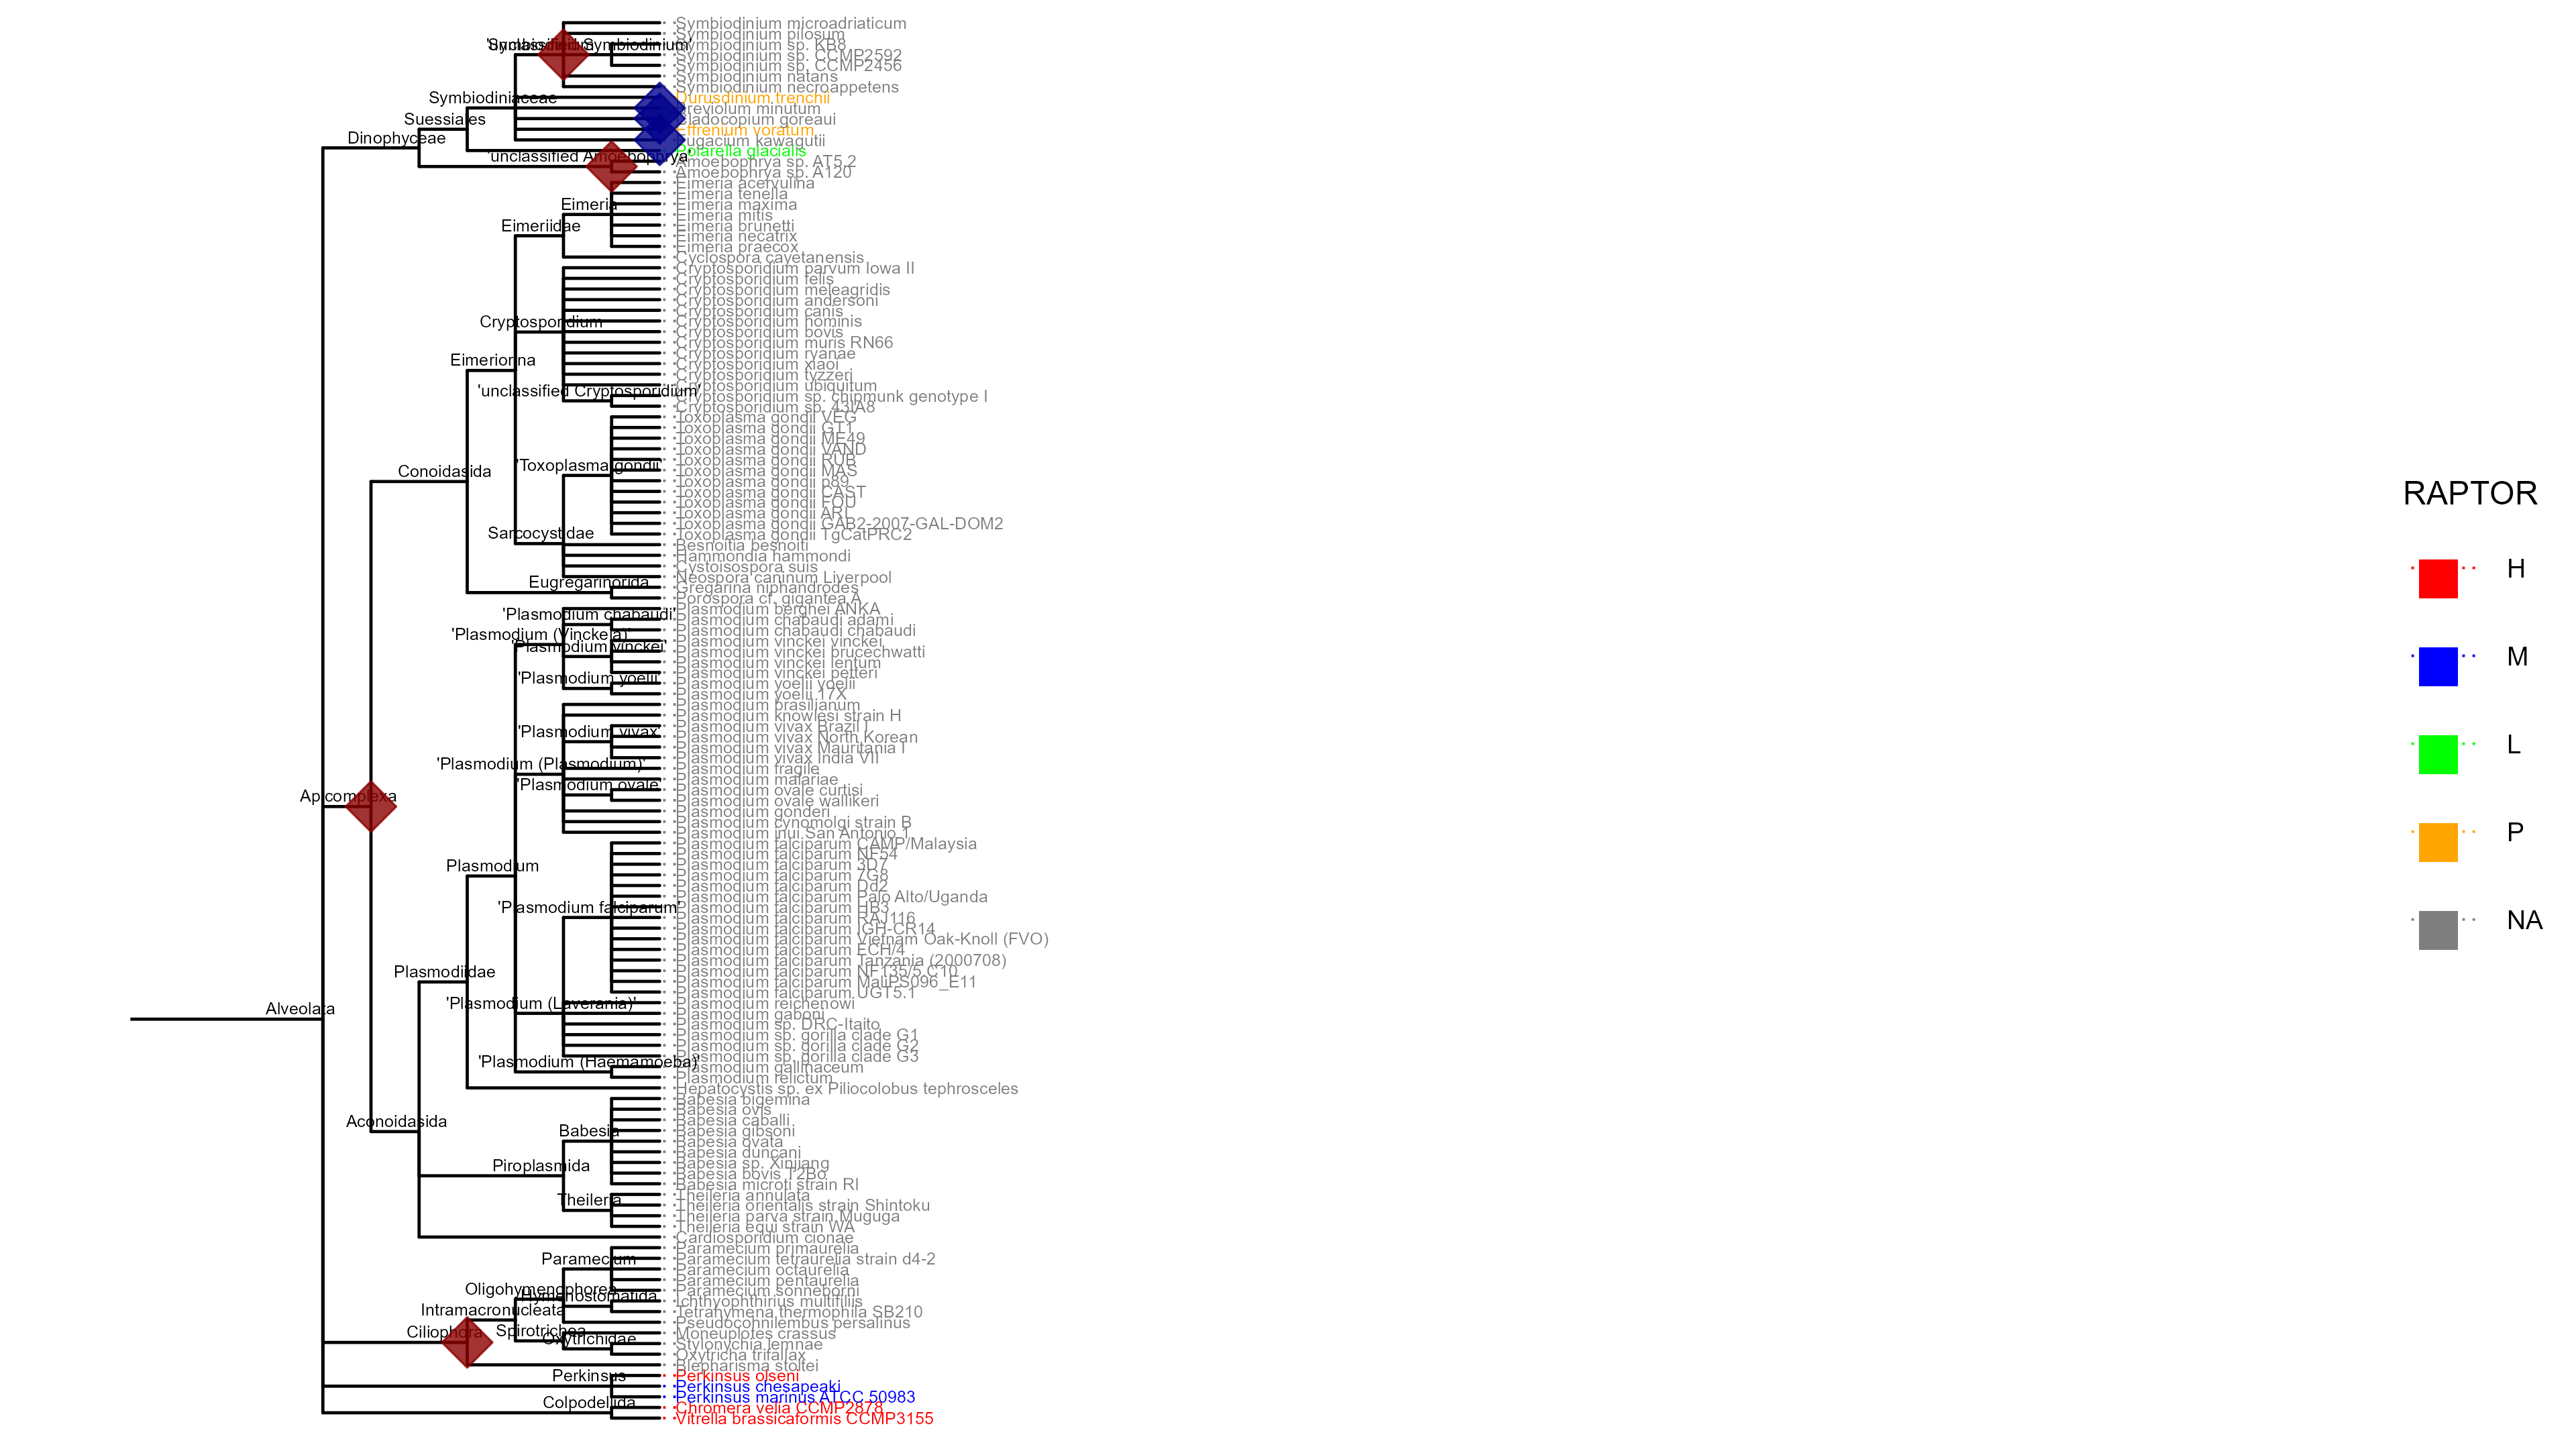 Symbiodinium microadriaticum
Symbiodinium pilosum
'unclassified Symbiodinium'
Symbiodinium sp. KB8
Symbiodinium sp. CCMP2592
Symbiodinium sp. CCMP2456
Symbiodinium natans
Symbiodinium necroappetens
Symbiodiniaceae
Durusdinium trenchii
Breviolum minutum
Suessiales
Cladocopium goreaui
Effrenium voratum
Dinophyceae
Fugacium kawagutii
Polarella glacialis
'unclassified Amoebophrya'
Amoebophrya sp. AT5.2
Amoebophrya sp. A120
Eimeria acervulina
Eimeria tenella
Eimeria
Eimeria maxima
Eimeria mitis
Eimeriidae
Eimeria brunetti
Eimeria necatrix
Eimeria praecox
Cyclospora cayetanensis
Cryptosporidium parvum Iowa II
Cryptosporidium felis
Cryptosporidium meleagridis
Cryptosporidium andersoni
Cryptosporidium canis
Cryptosporidium
Cryptosporidium hominis
Cryptosporidium bovis
Cryptosporidium muris RN66
Cryptosporidium ryanae
Eimeriorina
Cryptosporidium xiaoi
Cryptosporidium tyzzeri
Cryptosporidium ubiquitum
'unclassified Cryptosporidium'
Cryptosporidium sp. chipmunk genotype I
Cryptosporidium sp. 43IA8
Toxoplasma gondii VEG
Toxoplasma gondii GT1
Toxoplasma gondii ME49
Toxoplasma gondii VAND
Toxoplasma gondii RUB
'Toxoplasma gondii'
Conoidasida
Toxoplasma gondii MAS
Toxoplasma gondii p89
Toxoplasma gondii CAST
Toxoplasma gondii FOU
Toxoplasma gondii ARI
Toxoplasma gondii GAB2-2007-GAL-DOM2
Sarcocystidae
Toxoplasma gondii TgCatPRC2
Besnoitia besnoiti
Hammondia hammondi
Cystoisospora suis
Neospora caninum Liverpool
Eugregarinorida
Gregarina niphandrodes
Porospora cf. gigantea A
Plasmodium berghei ANKA
'Plasmodium chabaudi'
Plasmodium chabaudi adami
Plasmodium chabaudi chabaudi
'Plasmodium (Vinckeia)'
Plasmodium vinckei vinckei
'Plasmodium vinckei'
Plasmodium vinckei brucechwatti
Plasmodium vinckei lentum
Plasmodium vinckei petteri
'Plasmodium yoelii'
Plasmodium yoelii yoelii
Plasmodium yoelii 17X
Plasmodium brasilianum
Plasmodium knowlesi strain H
Plasmodium vivax Brazil I
'Plasmodium vivax'
Plasmodium vivax North Korean
Plasmodium vivax Mauritania I
Plasmodium vivax India VII
'Plasmodium (Plasmodium)'
Plasmodium fragile
Plasmodium malariae
'Plasmodium ovale'
Plasmodium ovale curtisi
Plasmodium ovale wallikeri
Apicomplexa
Plasmodium gonderi
Plasmodium cynomolgi strain B
Plasmodium inui San Antonio 1
Plasmodium falciparum CAMP/Malaysia
Plasmodium falciparum NF54
Plasmodium
Plasmodium falciparum 3D7
Plasmodium falciparum 7G8
Plasmodium falciparum Dd2
Plasmodium falciparum Palo Alto/Uganda
'Plasmodium falciparum'
Plasmodium falciparum HB3
Plasmodium falciparum RAJ116
Plasmodium falciparum IGH-CR14
Plasmodium falciparum Vietnam Oak-Knoll (FVO)
Plasmodium falciparum ECH/4
Plasmodium falciparum Tanzania (2000708)
Plasmodiidae
Plasmodium falciparum NF135/5.C10
Plasmodium falciparum MaliPS096_E11
Plasmodium falciparum UGT5.1
'Plasmodium (Laverania)'
Plasmodium reichenowi
Alveolata
Plasmodium gaboni
Plasmodium sp. DRC-Itaito
Plasmodium sp. gorilla clade G1
Plasmodium sp. gorilla clade G2
Plasmodium sp. gorilla clade G3
'Plasmodium (Haemamoeba)'
Plasmodium gallinaceum
Plasmodium relictum
Hepatocystis sp. ex Piliocolobus tephrosceles
Babesia bigemina
Babesia ovis
Aconoidasida
Babesia caballi
Babesia
Babesia gibsoni
Babesia ovata
Babesia duncani
Piroplasmida
Babesia sp. Xinjiang
Babesia bovis T2Bo
Babesia microti strain RI
Theileria annulata
Theileria
Theileria orientalis strain Shintoku
Theileria parva strain Muguga
Theileria equi strain WA
Cardiosporidium cionae
Paramecium primaurelia
Paramecium
Paramecium tetraurelia strain d4-2
Paramecium octaurelia
Paramecium pentaurelia
Oligohymenophorea
Paramecium sonneborni
Hymenostomatida
Ichthyophthirius multifiliis
Intramacronucleata
Tetrahymena thermophila SB210
Pseudocohnilembus persalinus
Ciliophora
Spirotrichea
Moneuplotes crassus
Oxytrichidae
Stylonychia lemnae
Oxytricha trifallax
Blepharisma stoltei
Perkinsus
Perkinsus olseni
Perkinsus chesapeaki
Perkinsus marinus ATCC 50983
Colpodellida
Chromera velia CCMP2878
Vitrella brassicaformis CCMP3155
RAPTOR
H
M
L
P
NA